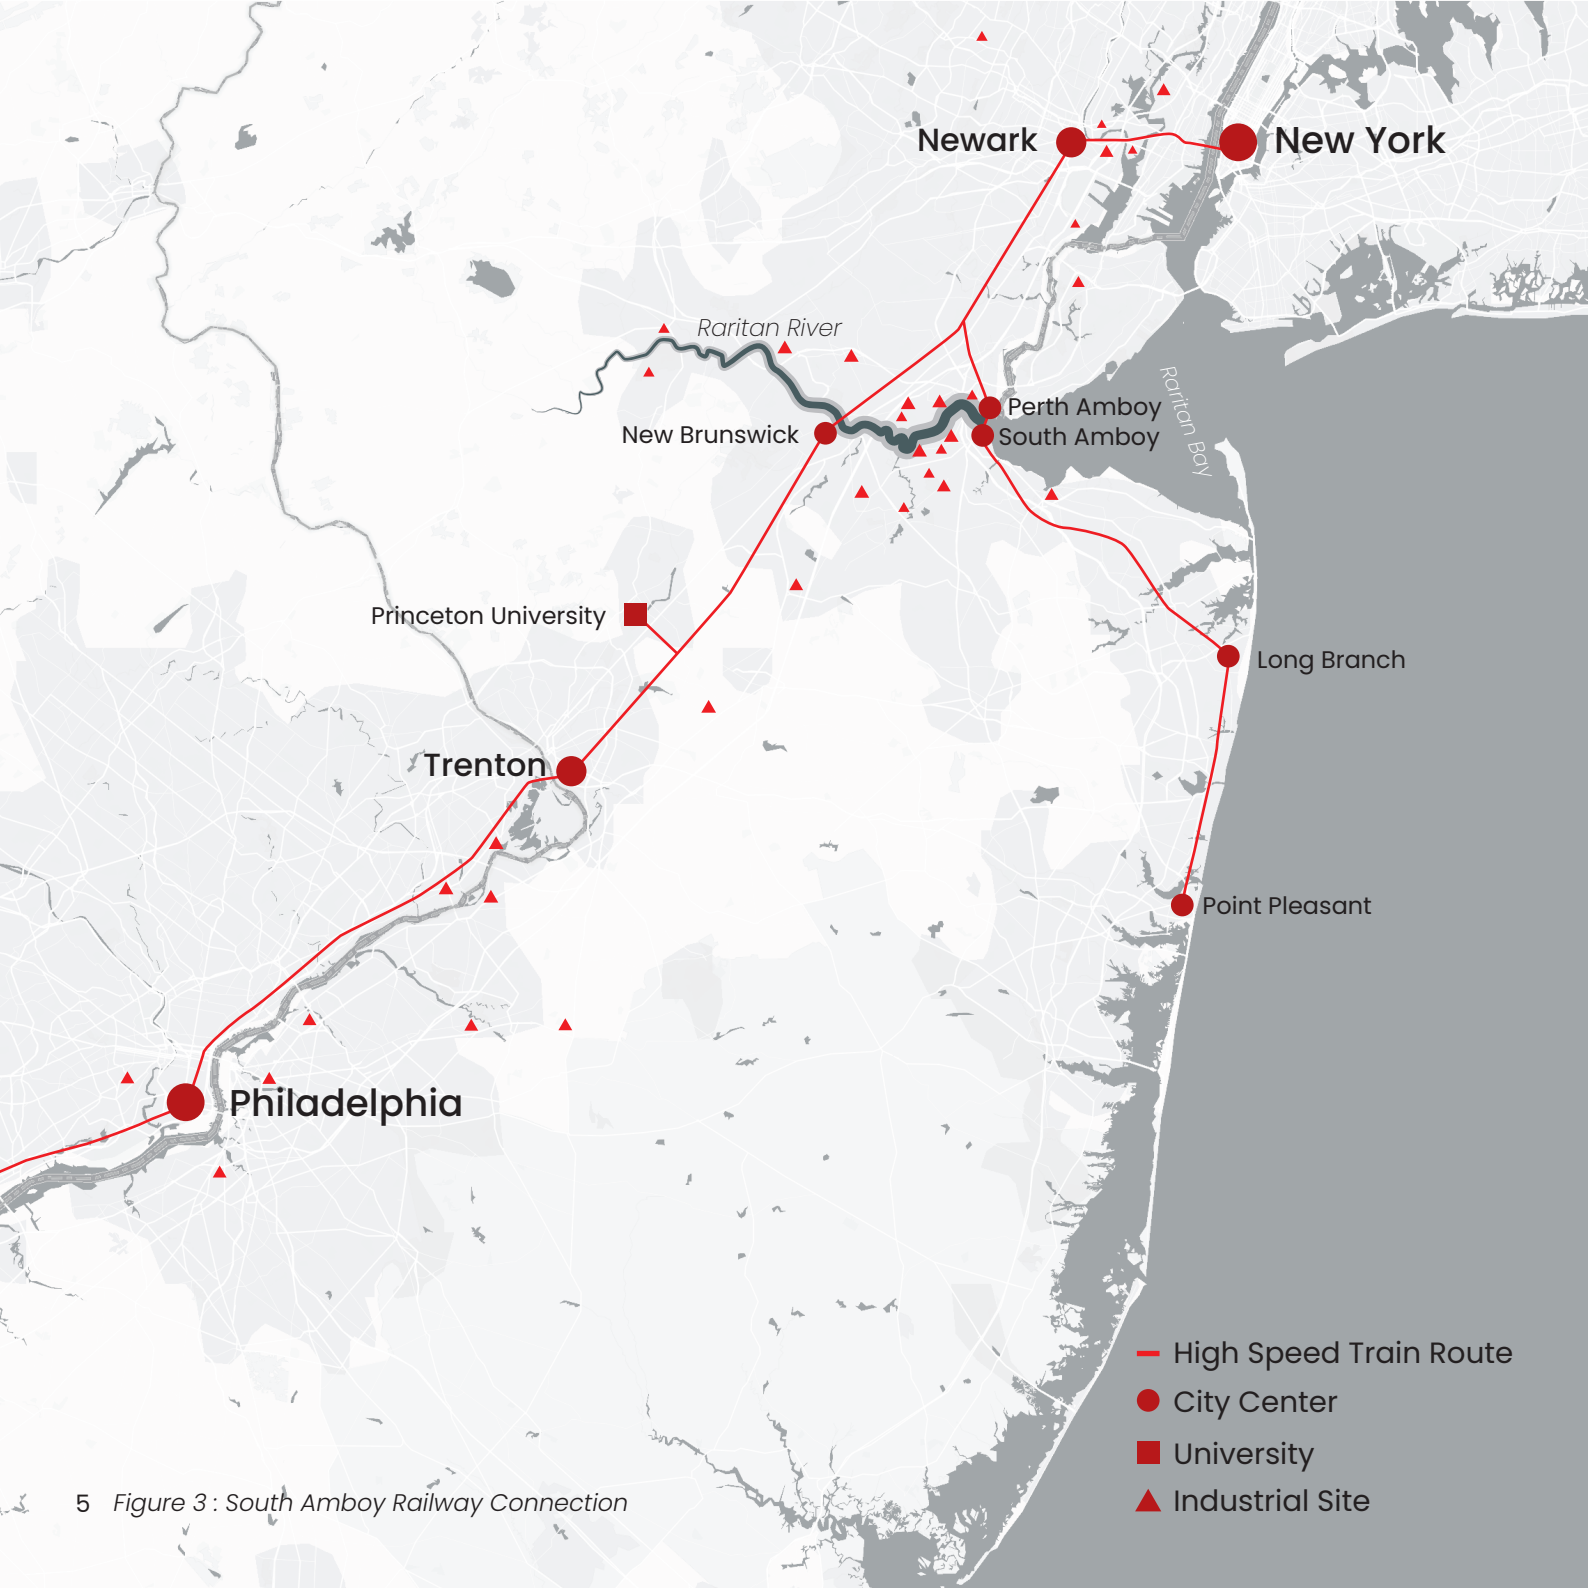 Newark
New York
Raritan River
Raritan Bay
Perth Amboy
South Amboy
New Brunswick
Princeton University
Long Branch
Trenton
Point Pleasant
Philadelphia
High Speed Train Route
City Center
University
Industrial Site
5 Figure 3 : South Amboy Railway Connection